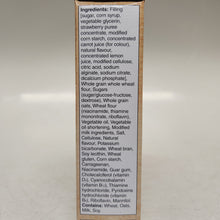 Ingredients: Filling
[sugar, corn syrup,
vegetable glycerin,
strawberry puree
concentrate, modified
corn starch, concentrated
carrot juice (for colour),
natural flavour,
concentrated lemon
juice, modified cellulose,
citric acid, sodium
alginate, sodium citrate,
dicalcium phosphate],
Whole grain oats, Whole
wheat flour, Sugars
(sugar/glucose-fructose,
dextrose), Whole grain
oats, Wheat flour
(niacinamide, thiamine
mononitrate, riboflavin),
Vegetable oil, Vegetable
oil shortening, Modified
milk ingredients, Salt,
Cellulose, Natural
flavour, Potassium
bicarbonate, Wheat bran,
Soy lecithin, Wheat
gluten, Corn starch,
Carrageenan,
Niacinamide, Guar gum,
Cholecalciferol (vitamin
D₃), Cyanocobalamin
(vitamin B₁₂), Thiamine
hydrochloride, Pyridoxine
hydrochloride (vitamin
B₆), Riboflavin,
Contains: Wheat, Oats,
Milk, Soy